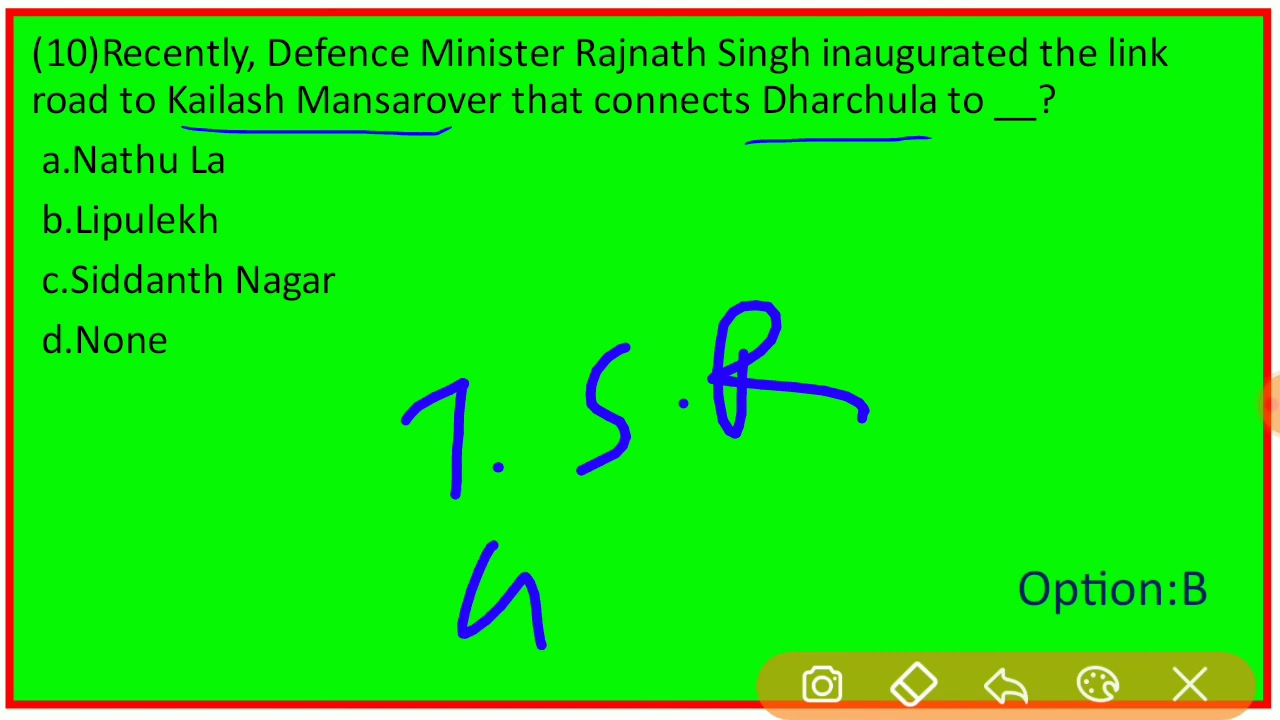 (10)Recently, Defence Minister Rajnath Singh inaugurated the link
road to Kailash Mansarover that connects Dharchula to __?
a.Nathu La
b.Lipulekh
c.Siddanth Nagar
d.None
1. S.R
Option:B